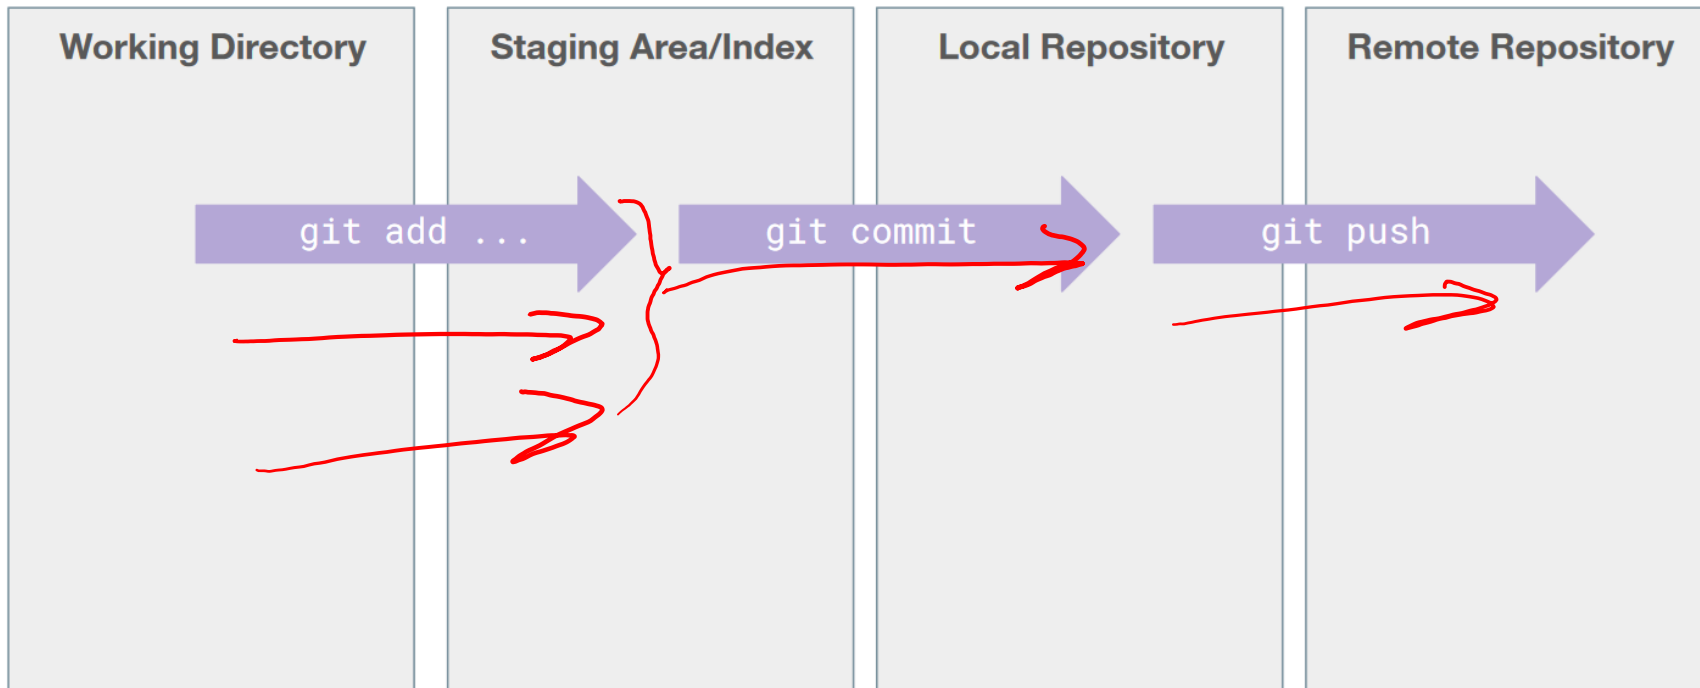 Working Directory
Staging Area/Index
Local Repository
Remote Repository
git add ...
git commit
git push